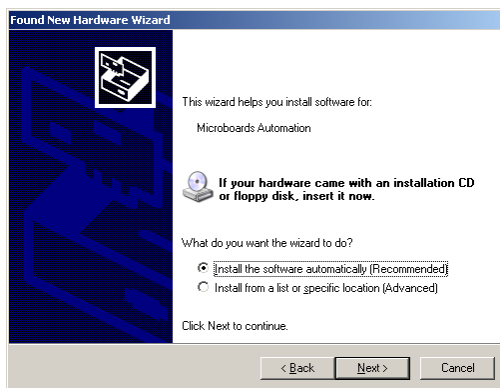 Found New Hardware Wizard
This wizard helps you install software for:
Microboards Automation
If your hardware came with an installation CD
or floppy disk, insert it now.
What do you want the wizard to do?
Install the software automatically (Recommended)
Install from a list or specific location (Advanced)
Click Next to continue.
< Back
Next >
Cancel